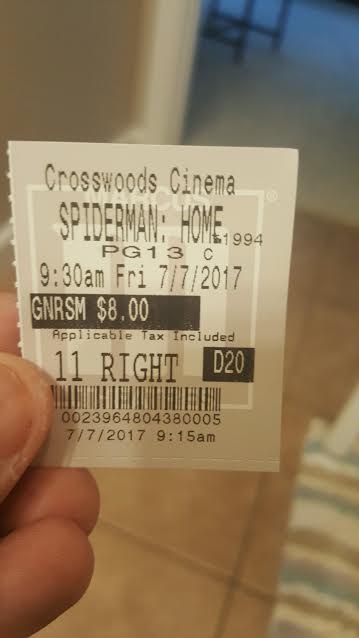 Crosswoods Cinema
MARCUS ®
SPIDERMAN: HOME
1994
PG13 C
9:30am Fri 7/7/2017
GNRSM $8.00
Applicable Tax Included
11 RIGHT D20
0023964804380005
7/7/2017 9:15am